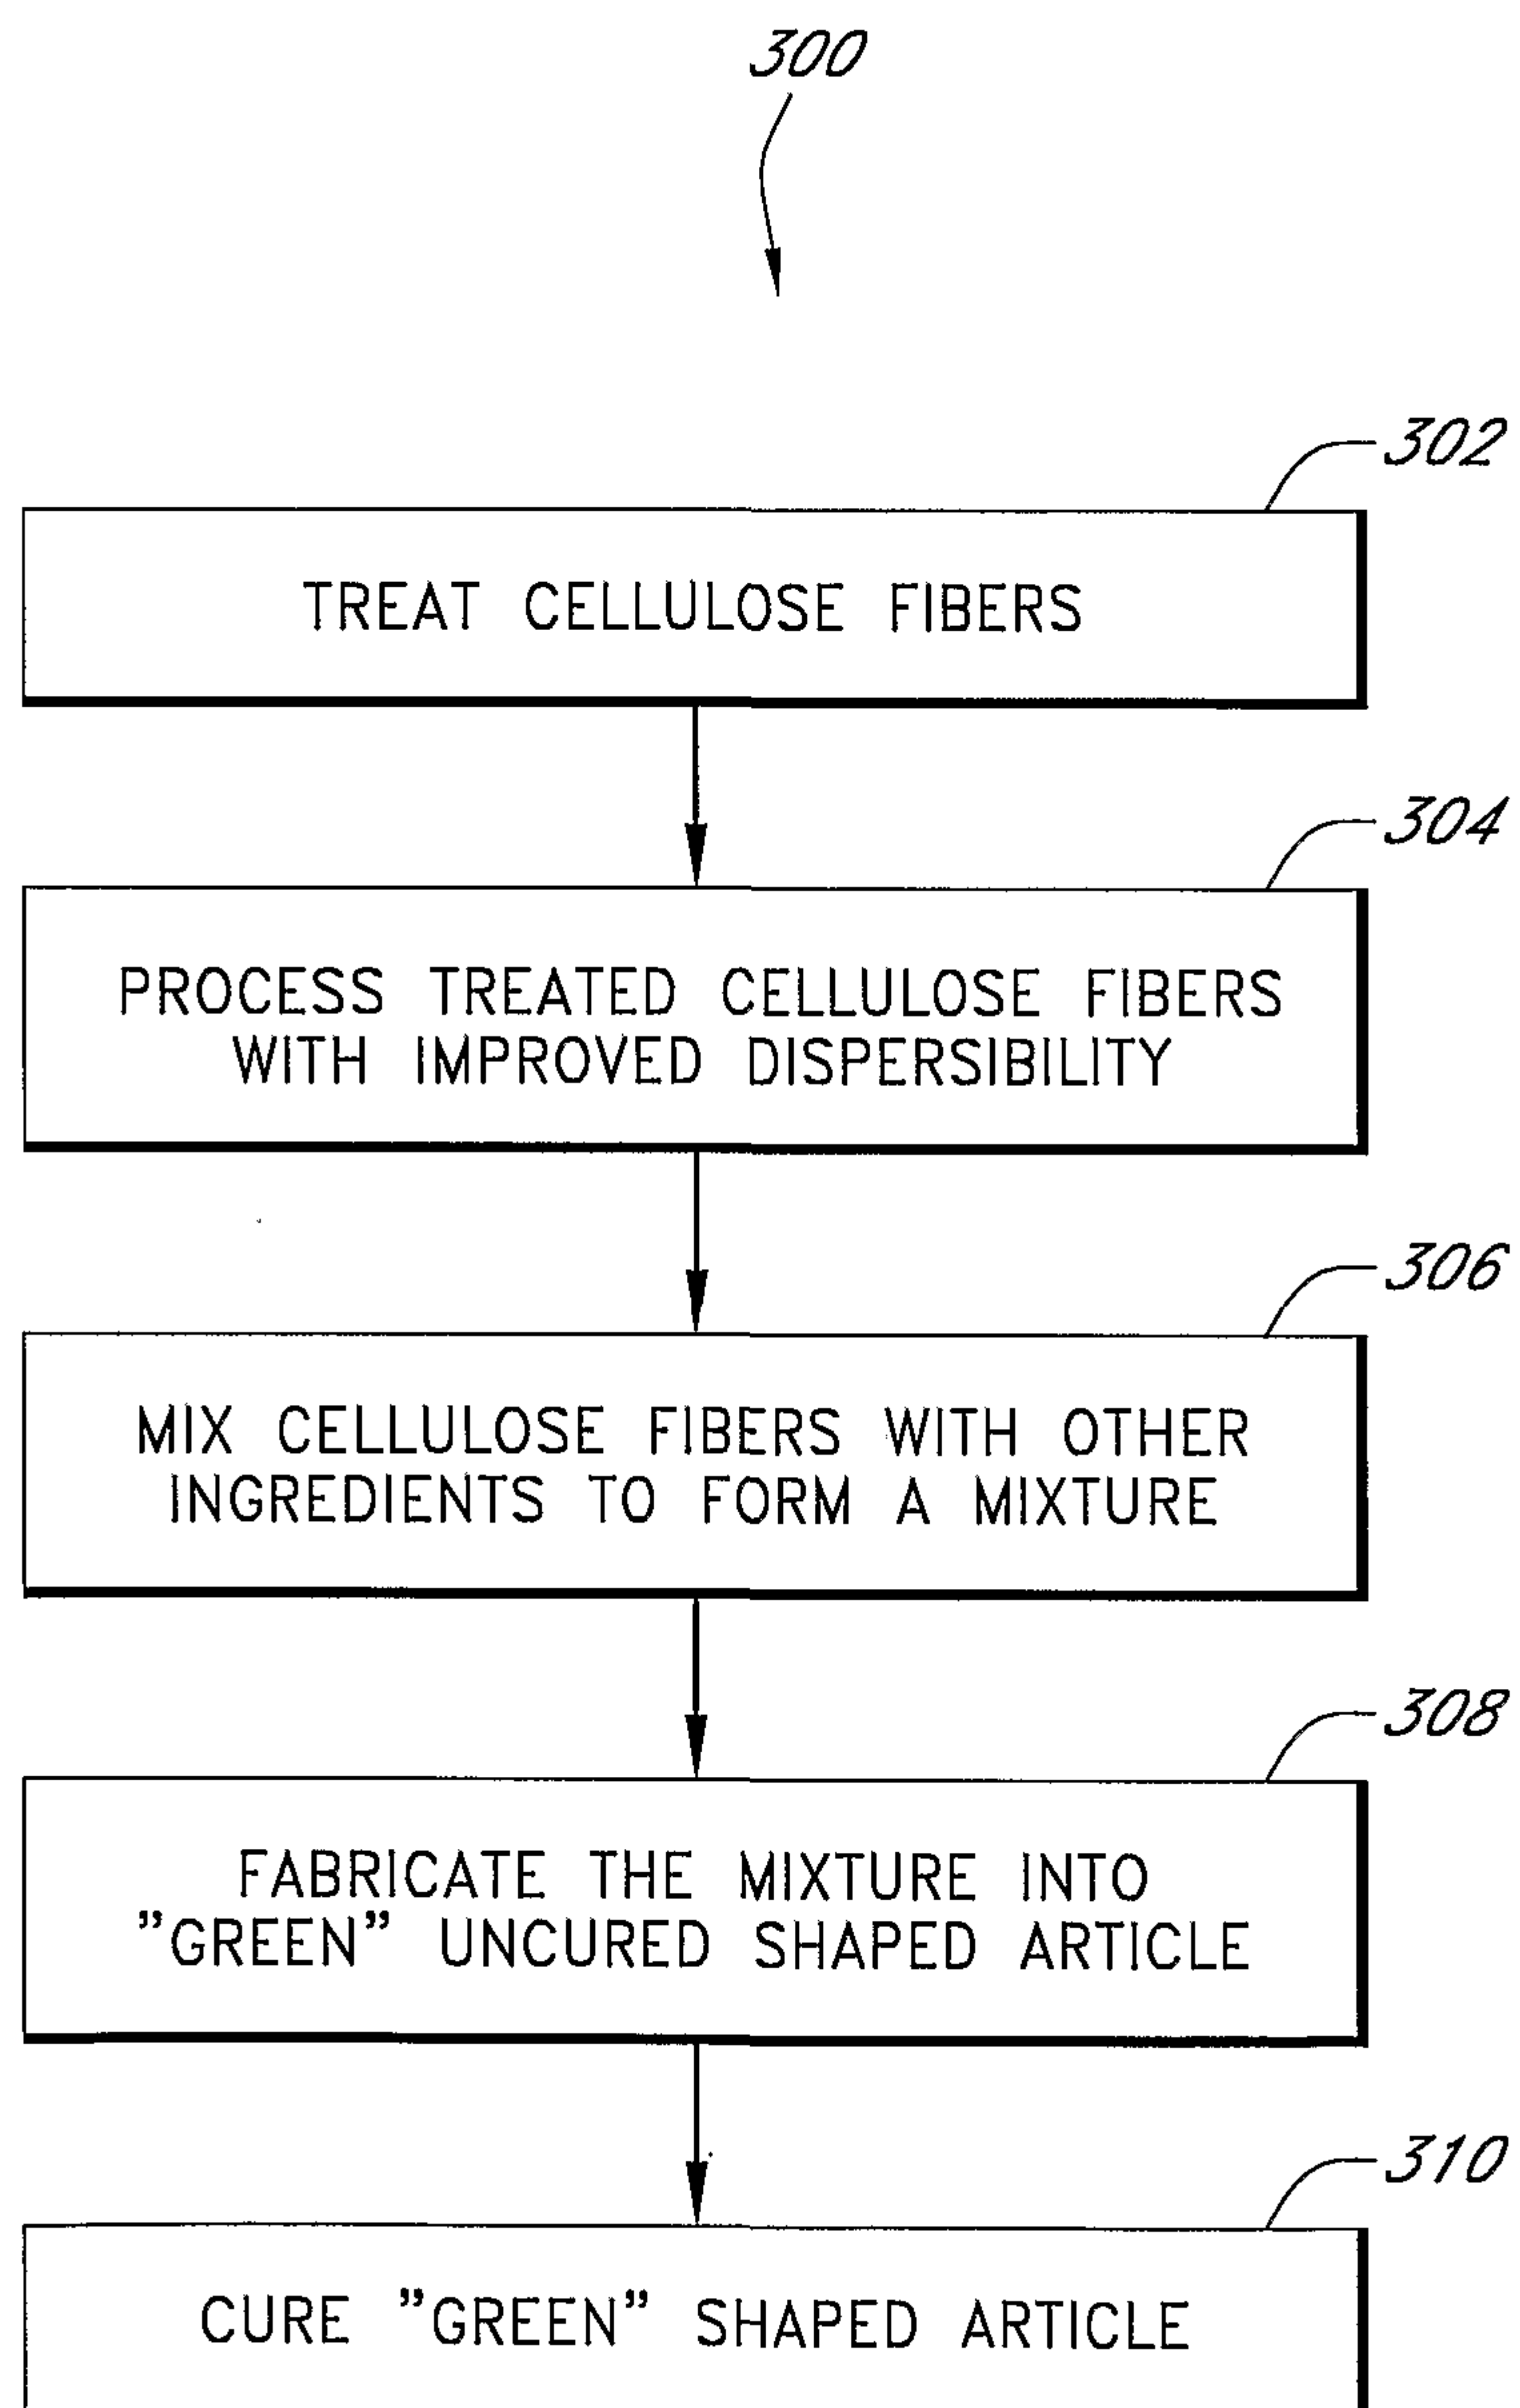 300
302
TREAT CELLULOSE FIBERS
304
PROCESS TREATED CELLULOSE FIBERS
WITH IMPROVED DISPERSIBILITY
306
MIX CELLULOSE FIBERS WITH OTHER
INGREDIENTS TO FORM A MIXTURE
308
FABRICATE THE MIXTURE INTO
”GREEN” UNCURED SHAPED ARTICLE
310
CURE ”GREEN” SHAPED ARTICLE